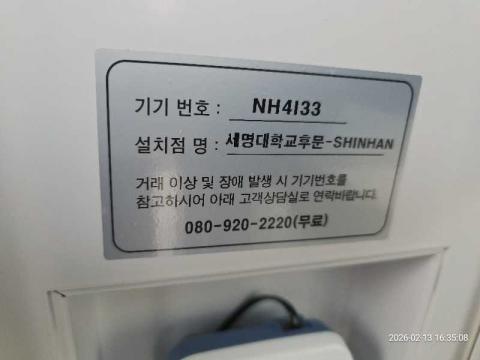 기기 번호 : NH4I33
설치점 명 : 세명대학교후문-SHINHAN
거래 이상 및 장애 발생 시 기기번호를
참고하시어 아래 고객상담실로 연락바랍니다.
080-920-2220(무료)
2026-02-13 16:35:08